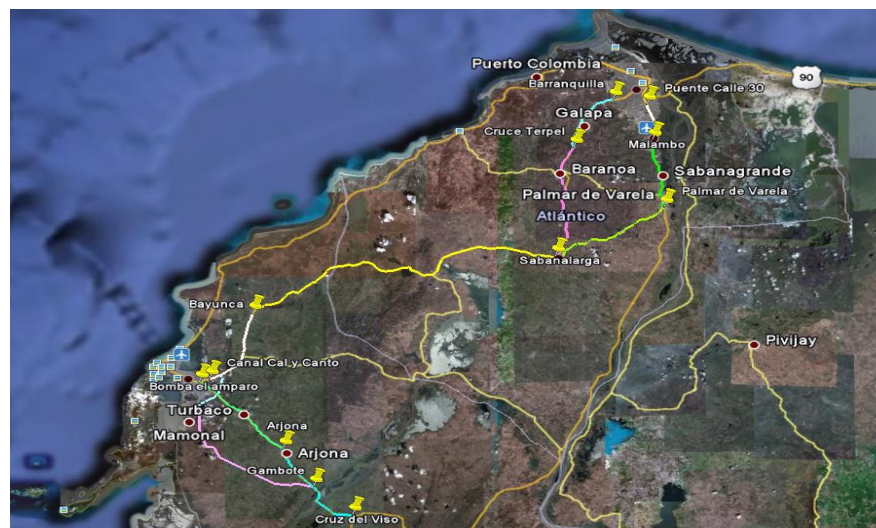 Puerto Colombia
90
Barranquilla
Puente Calle 30
Galapa
Cruce Terpel
Malambo
Baranoa
Sabanagrande
Palmar de Varela
Palmar de Varela
Atlántico
Sabanalarga
Bayunca
Pivijay
Canal Cal y Canto
Bomba el amparo
Turbaco
Arjona
Mamonal
Arjona
Gambote
Cruz del Viso